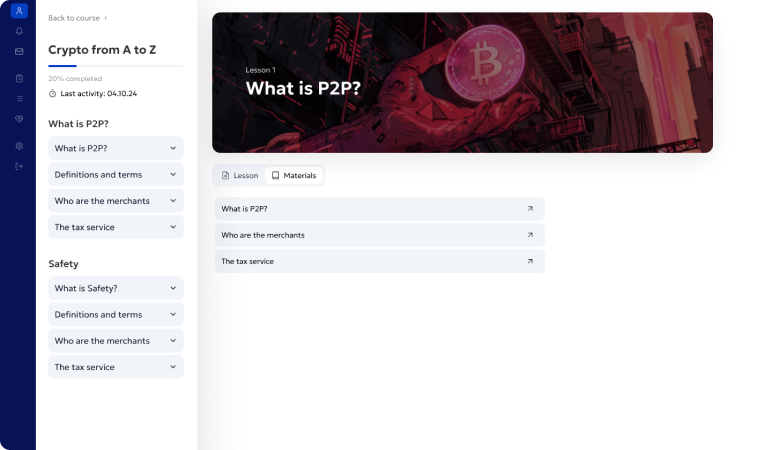 Back to course
Crypto from A to Z
20% completed
Last activity: 04.10.24
What is P2P?
What is P2P?
Definitions and terms
Who are the merchants
The tax service
Safety
What is Safety?
Definitions and terms
Who are the merchants
The tax service
Lesson 1
What is P2P?
Lesson
Materials
What is P2P?
Who are the merchants
The tax service